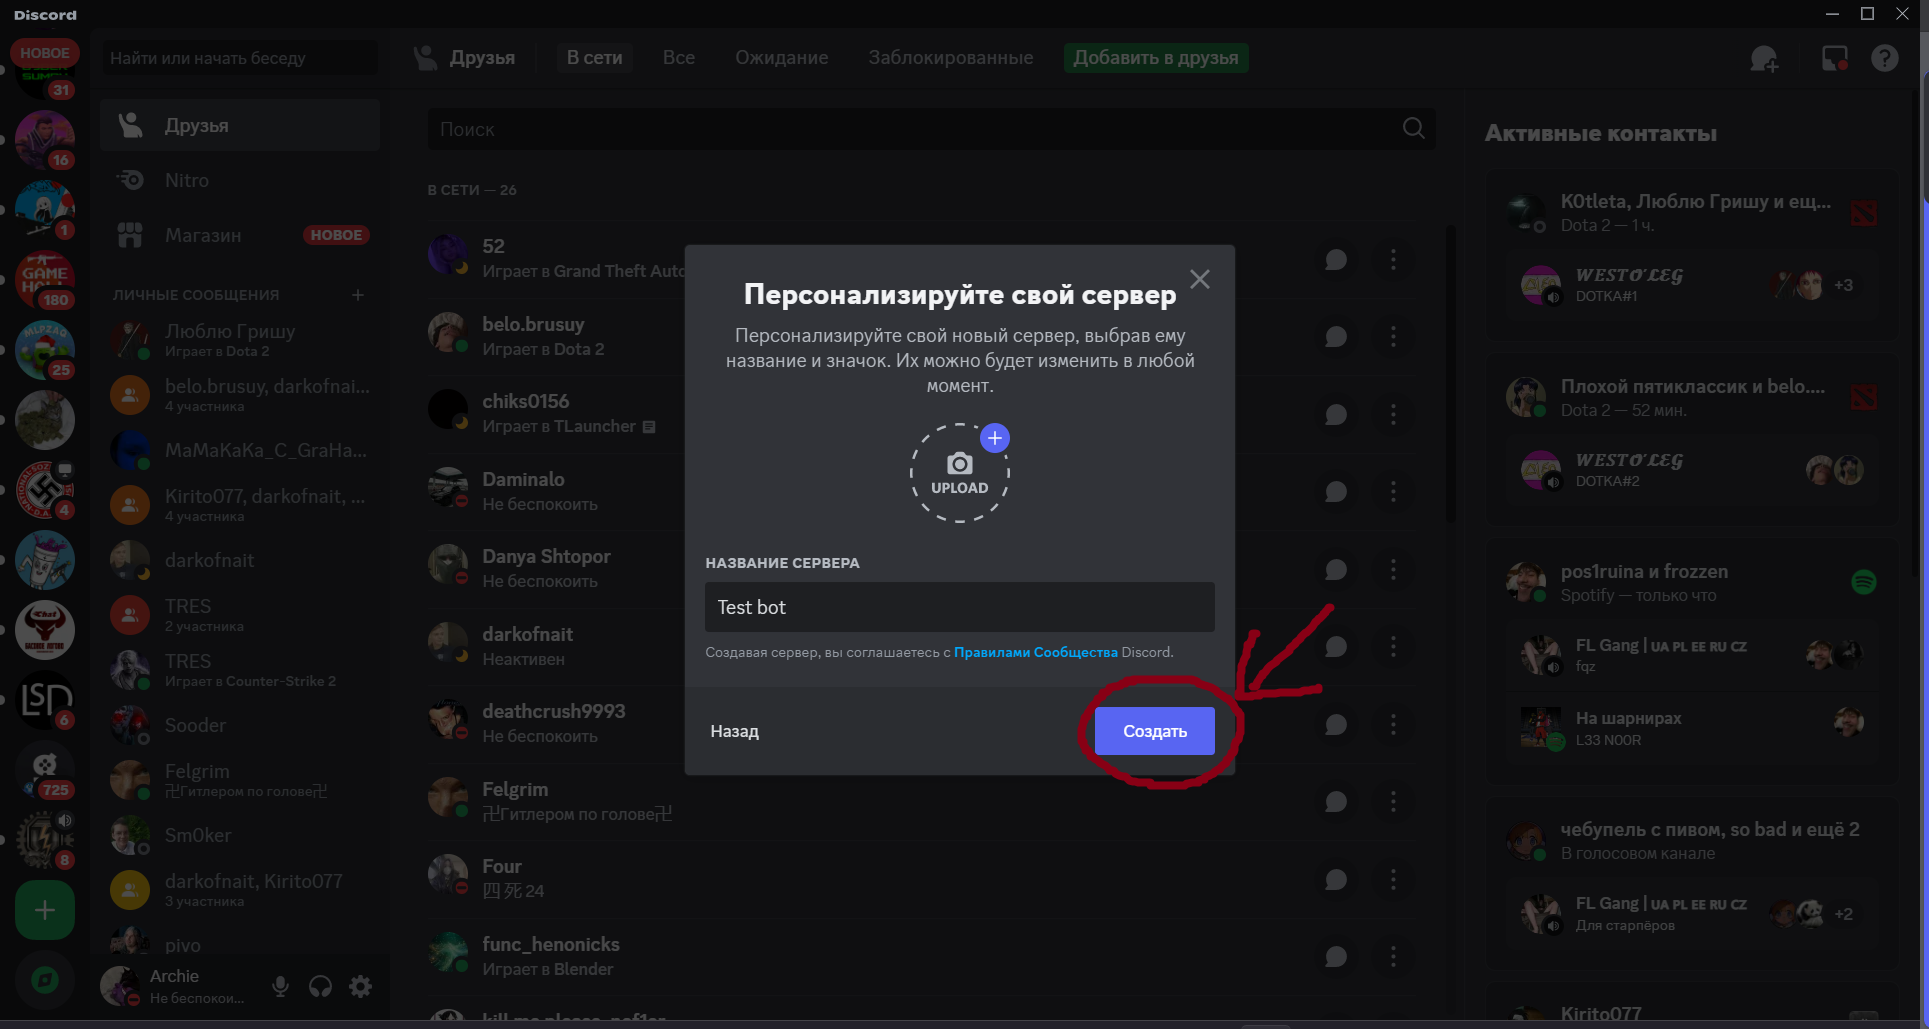 Discord
НОВОЕ
31
16
1
GAME
180
25
4
6
725
8
Найти или начать беседу
Друзья
Nitro
Магазин
НОВОЕ
ЛИЧНЫЕ СООБЩЕНИЯ
Люблю Гришу
Играет в Dota 2
belo.brusuy, darkofnai...
4 участника
МаМаКаКа_С_GraНа...
Kirito077, darkofnait, ...
4 участника
darkofnait
TRES
2 участника
TRES
Играет в Counter-Strike 2
Sooder
Felgrim
卍Гитлером по голове卍
Sm0ker
darkofnait, Kirito077
3 участника
pivo
Archie
Не беспокои...
Друзья
В сети
Все
Ожидание
Заблокированные
Добавить в друзья
Поиск
В СЕТИ — 26
52
Играет в Grand Theft Auto
belo.brusuy
Играет в Dota 2
chiks0156
Играет в TLauncher
Daminalo
Не беспокоить
Danya Shtopor
Не беспокоить
darkofnait
Неактивен
deathcrush9993
Не беспокоить
Felgrim
卍Гитлером по голове卍
Four
四 死 24
func_henonicks
Играет в Blender
Персонализируйте свой сервер
Персонализируйте свой новый сервер, выбрав ему
название и значок. Их можно будет изменить в любой
момент.
UPLOAD
НАЗВАНИЕ СЕРВЕРА
Test bot
Создавая сервер, вы соглашаетесь с Правилами Сообщества Discord.
Назад
Создать
Активные контакты
K0tleta, Люблю Гришу и ещ...
Dota 2 — 1 ч.
WESTOʹLEG
DOTKA#1
+3
Плохой пятиклассик и belo....
Dota 2 — 52 мин.
WESTOʹLEG
DOTKA#2
pos1ruina и frozzen
Spotify — только что
FL Gang | UA PL EE RU CZ
fqz
На шарнирах
L33 N00R
чебупель с пивом, so bad и ещё 2
В голосовом канале
FL Gang | UA PL EE RU CZ
Для старпёров
+2
Kirito077